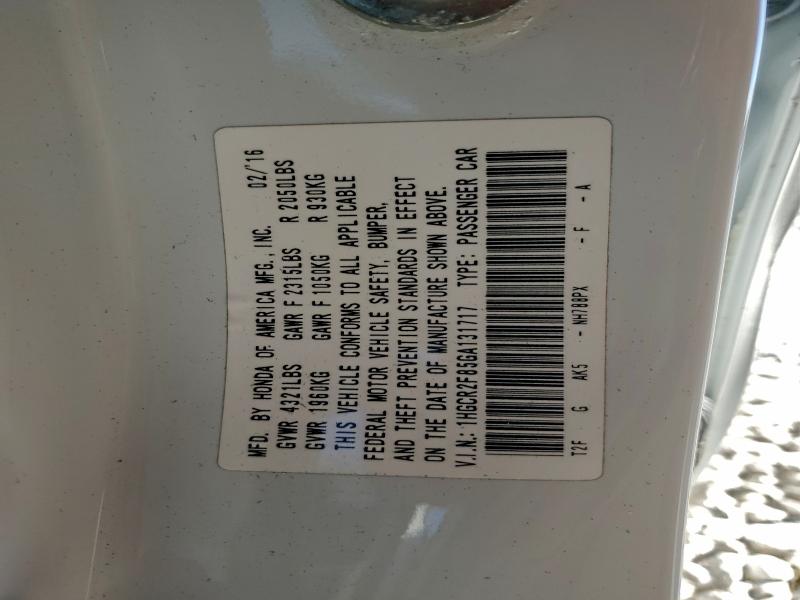 MFD. BY HONDA OF AMERICA MFG., INC. 02/'16
GVWR 4321LBS GAWR F 2315LBS R 2050LBS
GVWR 1960KG GAWR F 1050KG R 930KG
THIS VEHICLE CONFORMS TO ALL APPLICABLE
FEDERAL MOTOR VEHICLE SAFETY, BUMPER,
AND THEFT PREVENTION STANDARDS IN EFFECT
ON THE DATE OF MANUFACTURE SHOWN ABOVE.
V.I.N.: 1HGCR2F85GA131717 TYPE: PASSENGER CAR
T2F G AK5 - NH788PX - F - A